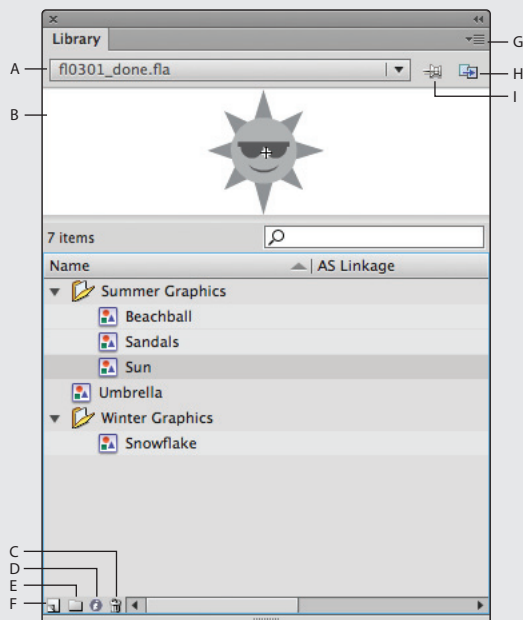 Library
G
A
fl0301_done.fla
H
I
B
7 items
Name
AS Linkage
Summer Graphics
Beachball
Sandals
Sun
Umbrella
Winter Graphics
Snowflake
C
D
E
F